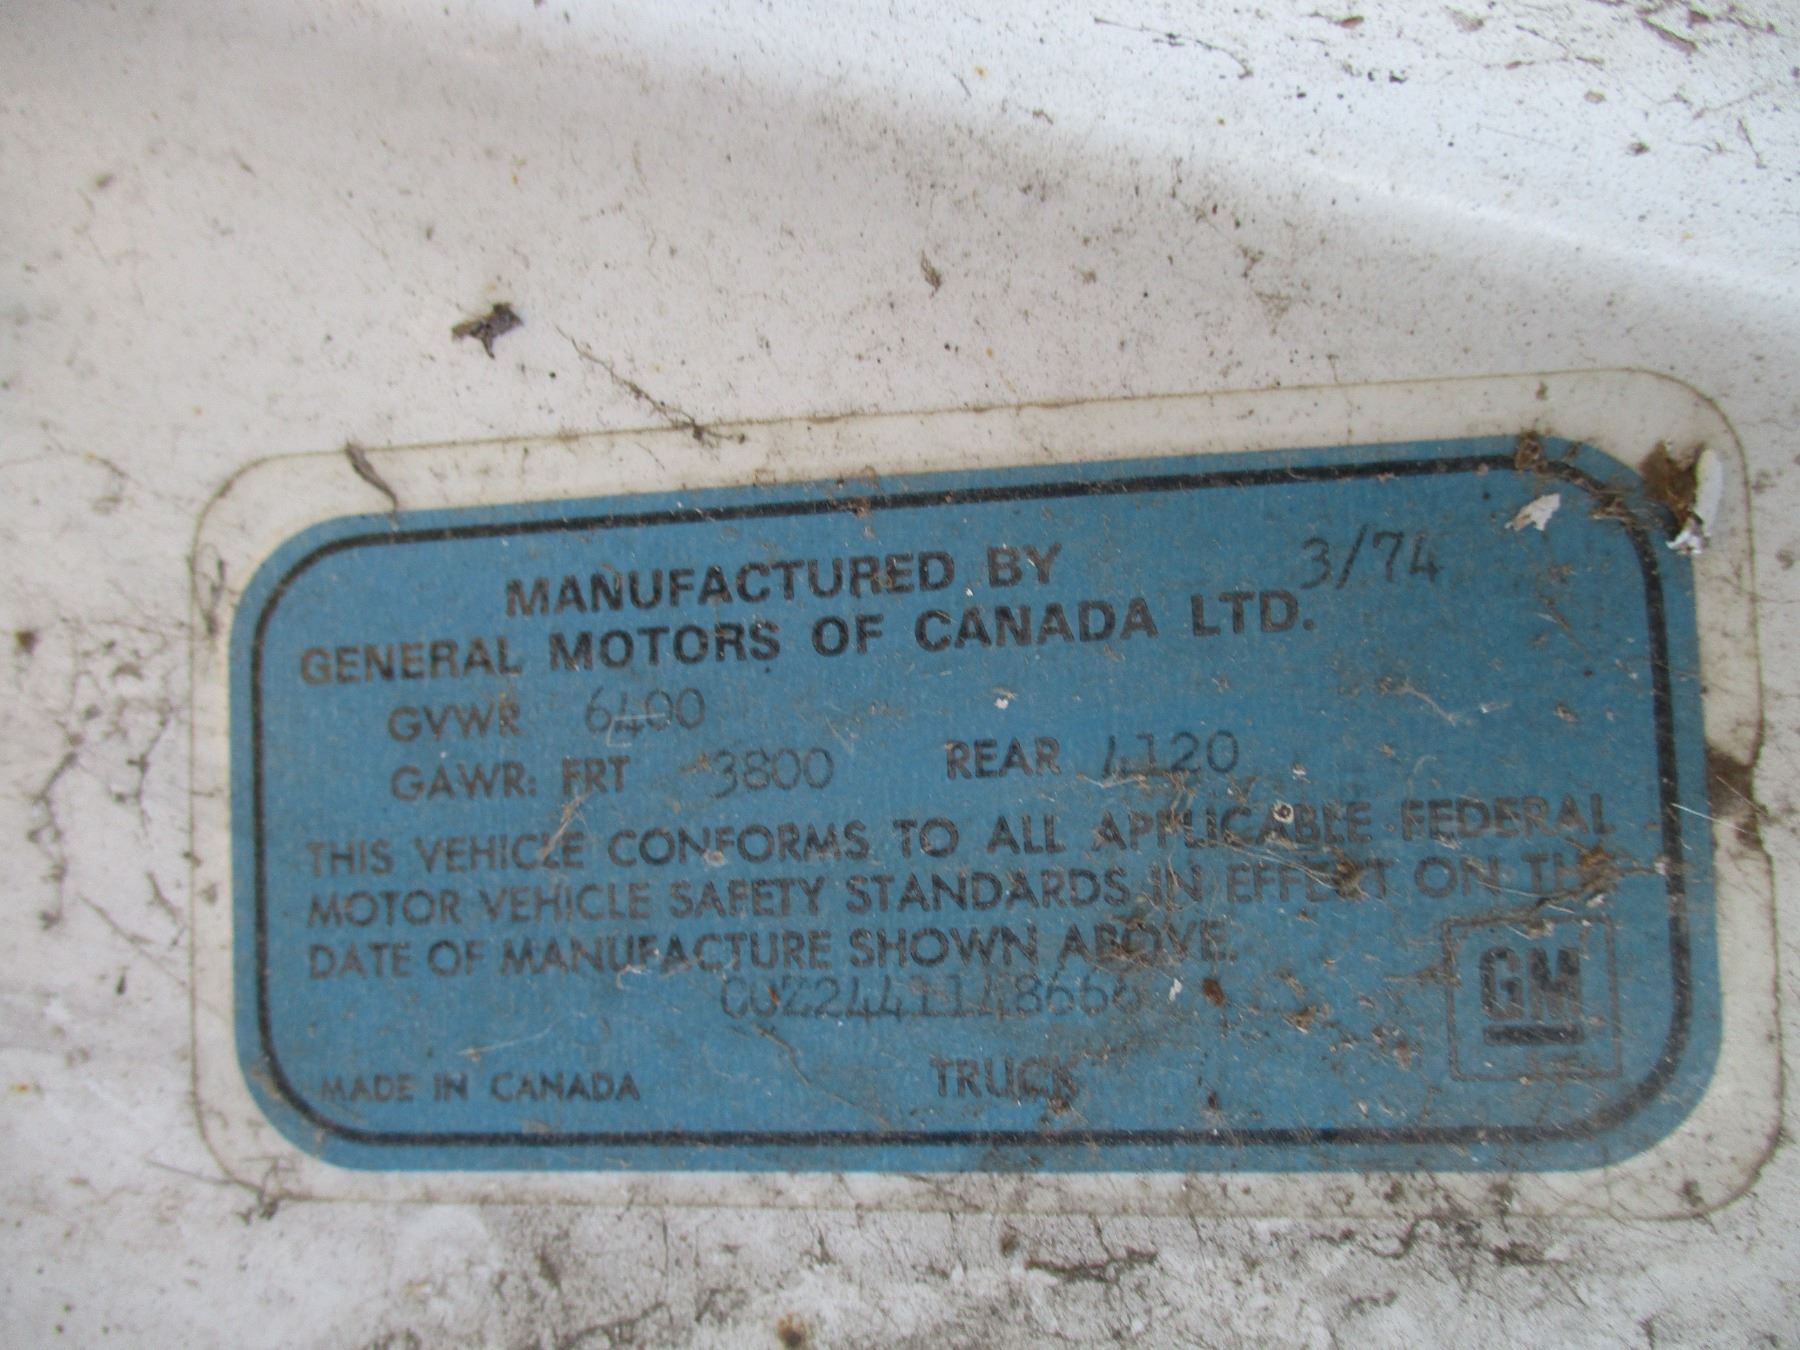 MANUFACTURED BY 3/74
GENERAL MOTORS OF CANADA LTD.
GVWR 6400
GAWR: FRT 3800 REAR 4120
THIS VEHICLE CONFORMS TO ALL APPLICABLE FEDERAL
MOTOR VEHICLE SAFETY STANDARDS IN EFFECT ON THE
DATE OF MANUFACTURE SHOWN ABOVE.
GM
MADE IN CANADA TRUCK